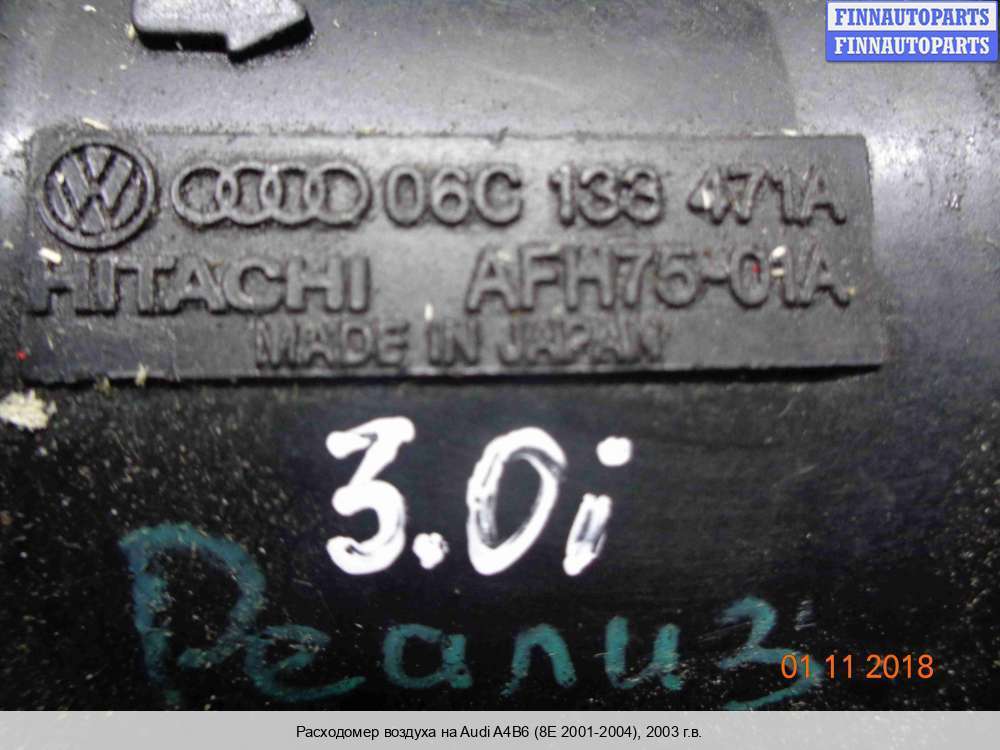 FINNAUTOPARTS
FINNAUTOPARTS
06C 133 471A
HITACHI AFH75-01A
MADE IN JAPAN
3.0i
Реализ
01 11 2018
Расходомер воздуха на Audi A4B6 (8E 2001-2004), 2003 г.в.